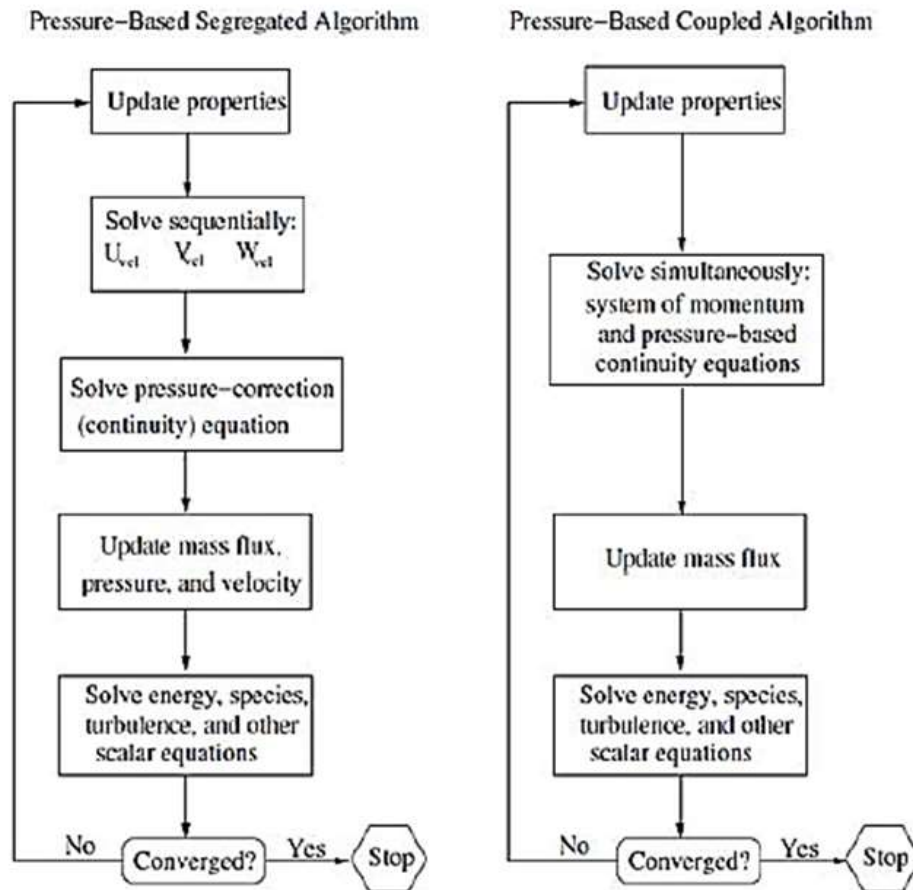 Pressure-Based Segregated Algorithm
Update properties
Solve sequentially:
Uvel Vvel Wvel
Solve pressure-correction
(continuity) equation
Update mass flux,
pressure, and velocity
Solve energy, species,
turbulence, and other
scalar equations
No
Converged?
Yes
Stop
Pressure-Based Coupled Algorithm
Update properties
Solve simultaneously:
system of momentum
and pressure-based
continuity equations
Update mass flux
Solve energy, species,
turbulence, and other
scalar equations
No
Converged?
Yes
Stop